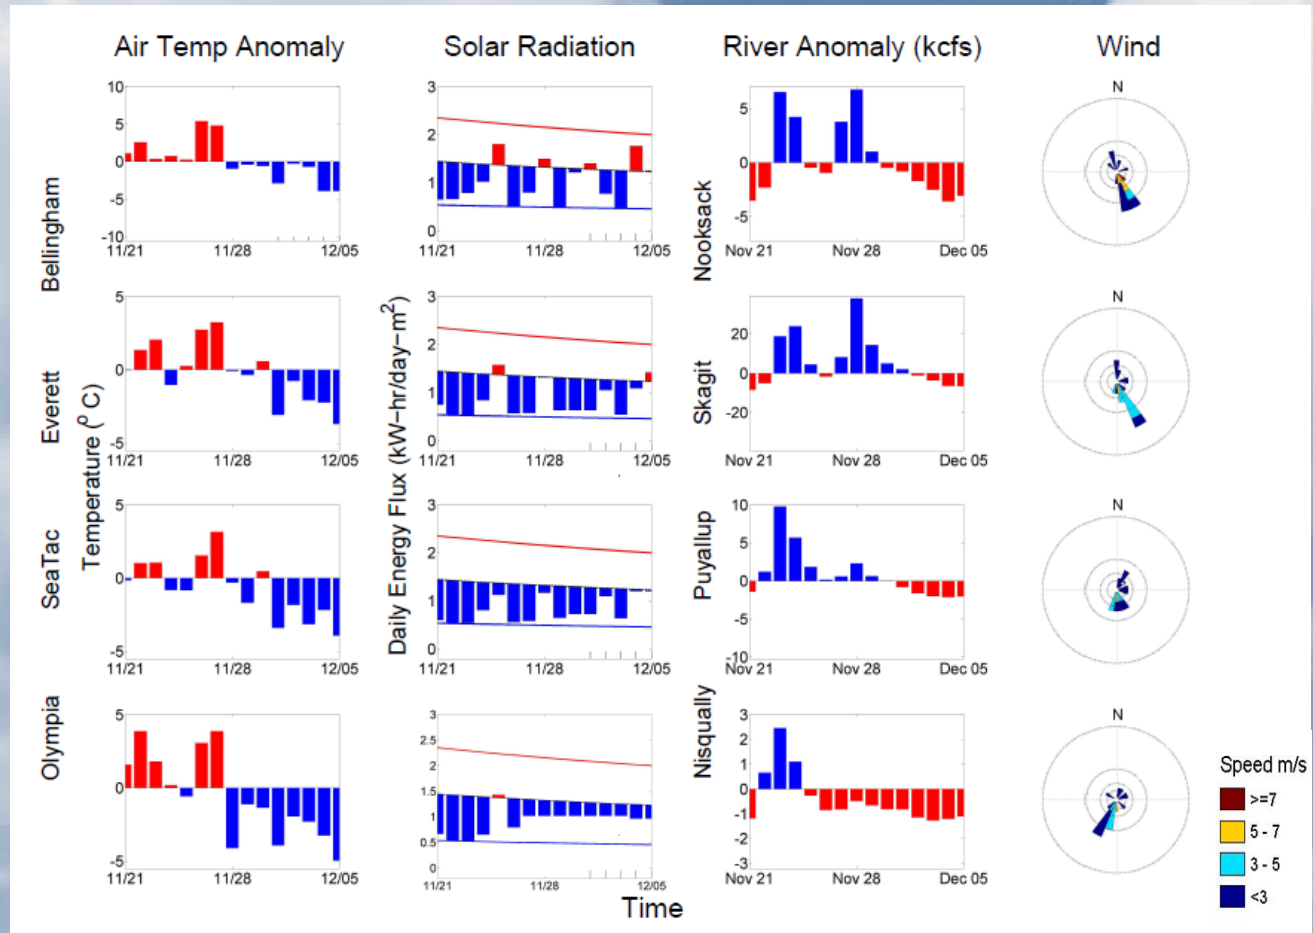 Air Temp Anomaly
Solar Radiation
River Anomaly (kcfs)
Wind
Bellingham
10
5
0
-5
-10
11/21
11/28
12/05
3
2
1
0
11/21
11/28
12/05
Nooksack
5
0
-5
Nov 21
Nov 28
Dec 05
N
Everett
5
0
-5
11/21
11/28
12/05
3
2
1
0
11/21
11/28
12/05
Skagit
20
0
-20
Nov 21
Nov 28
Dec 05
N
Temperature (⁰ C)
Daily Energy Flux (kW-hr/day-m²)
SeaTac
5
0
-5
11/21
11/28
12/05
3
2
1
0
11/21
11/28
12/05
Puyallup
10
5
0
-5
-10
Nov 21
Nov 28
Dec 05
N
Olympia
5
0
-5
11/21
11/28
12/05
3
2.5
2
1.5
1
0.5
0
11/21
11/28
12/05
Nisqually
3
2
1
0
-1
-2
-3
Nov 21
Nov 28
Dec 05
N
Time
Speed m/s
>=7
5 - 7
3 - 5
<3